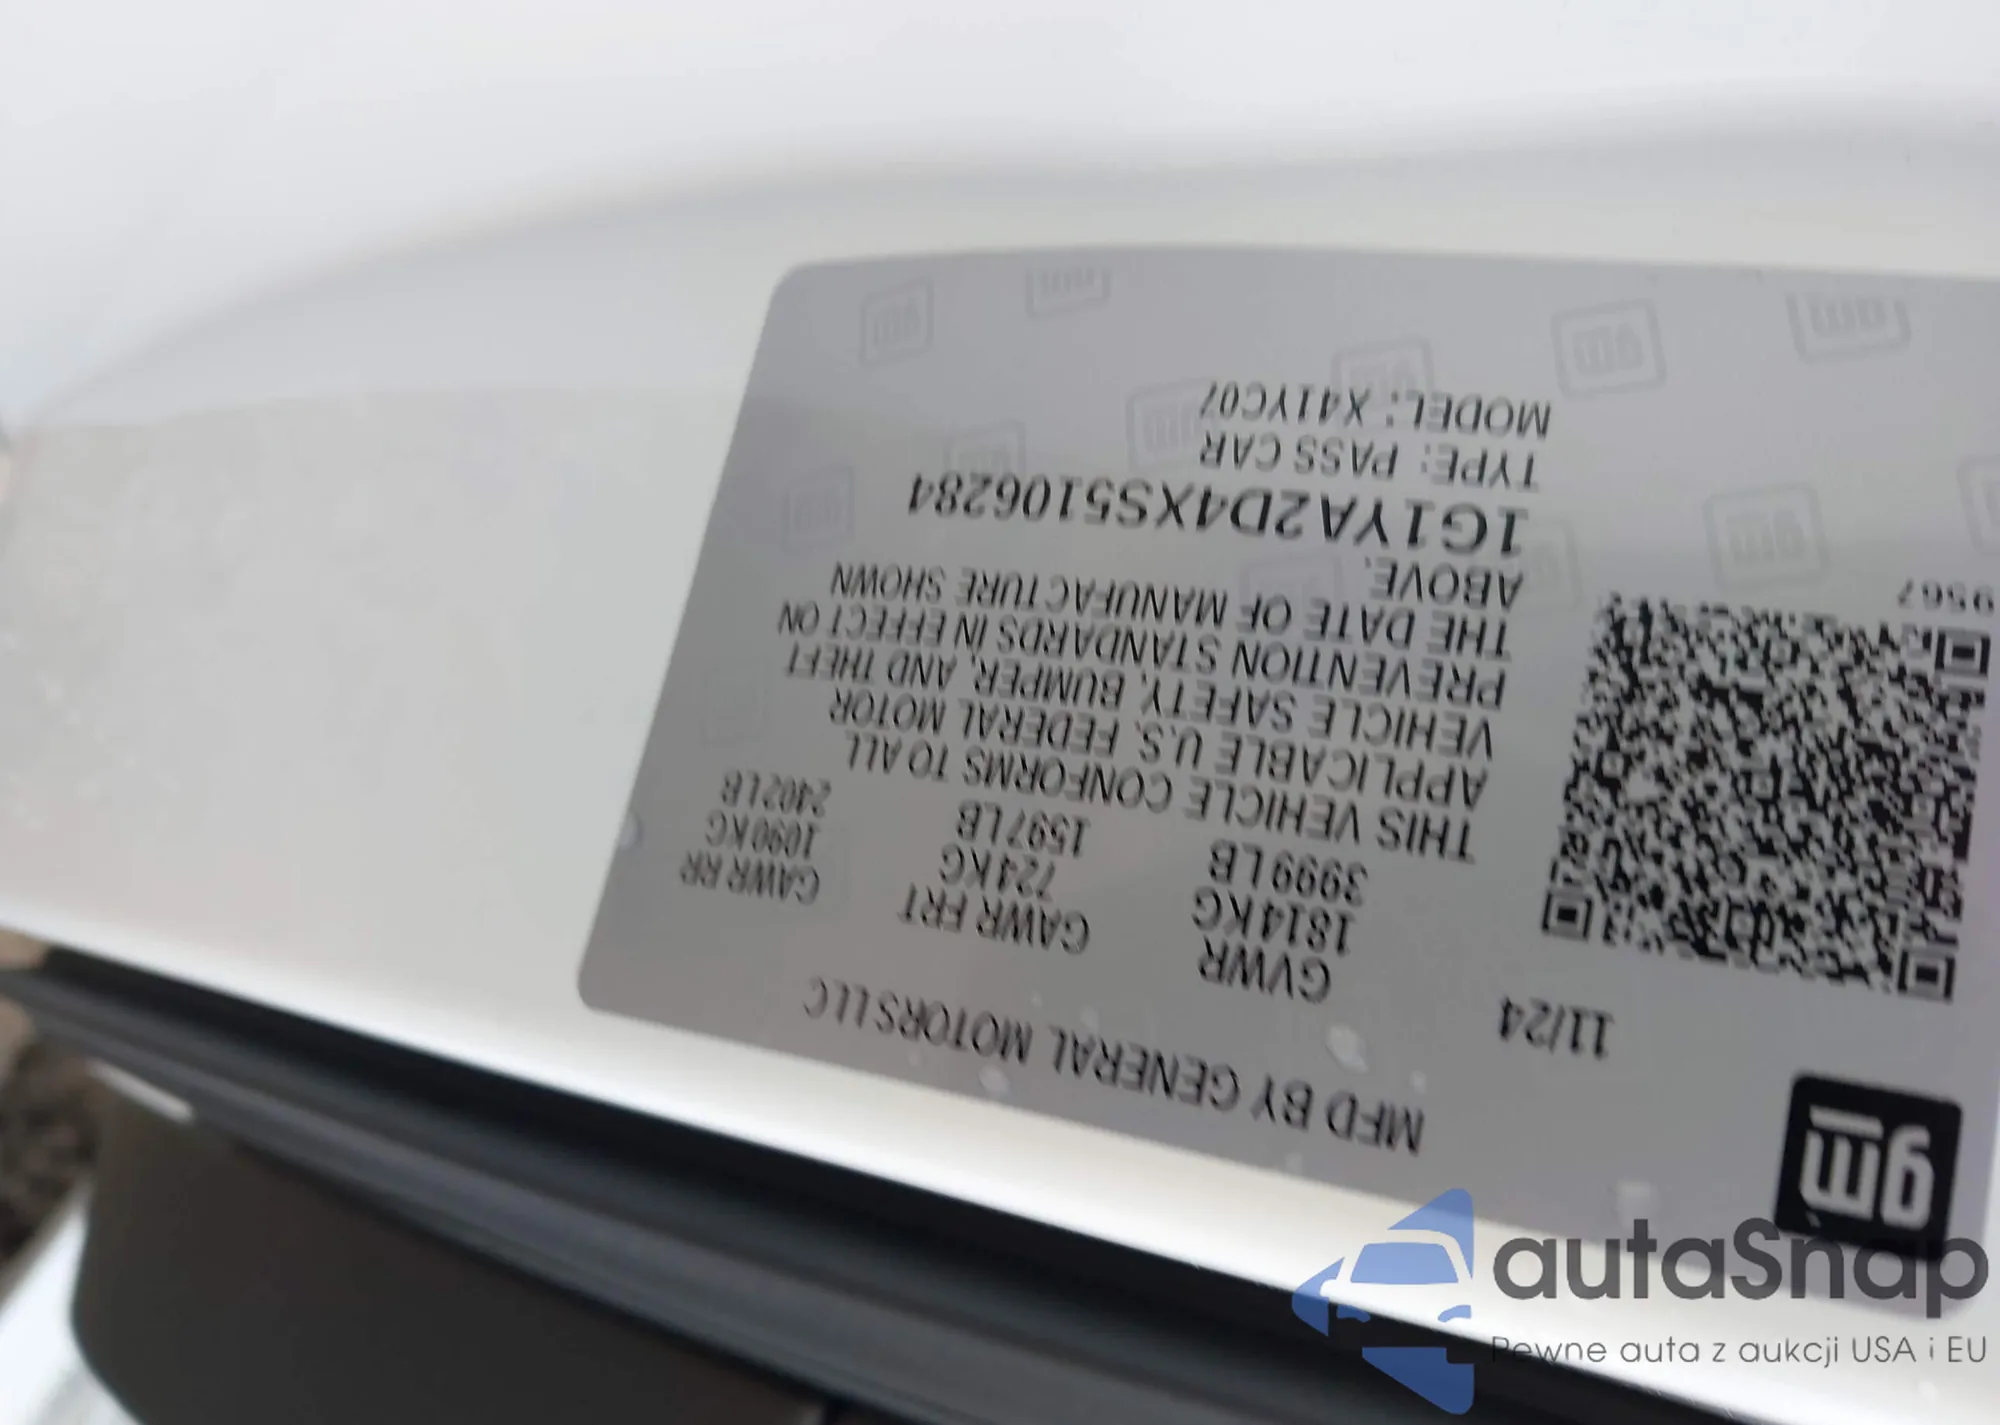 gm
MFD BY GENERAL MOTORS LLC
11/24
GVWR
1814KG
3999LB
GAWR FRT
724KG
1597LB
GAWR RR
1090KG
2402LB
THIS VEHICLE CONFORMS TO ALL
APPLICABLE U.S. FEDERAL MOTOR
VEHICLE SAFETY, BUMPER, AND THEFT
PREVENTION STANDARDS IN EFFECT ON
THE DATE OF MANUFACTURE SHOWN
ABOVE.
1G1YA2D4XS5106284
TYPE: PASS CAR
MODEL: X41YC07
9567
autaSnap
Pewne auta z aukcji USA i EU